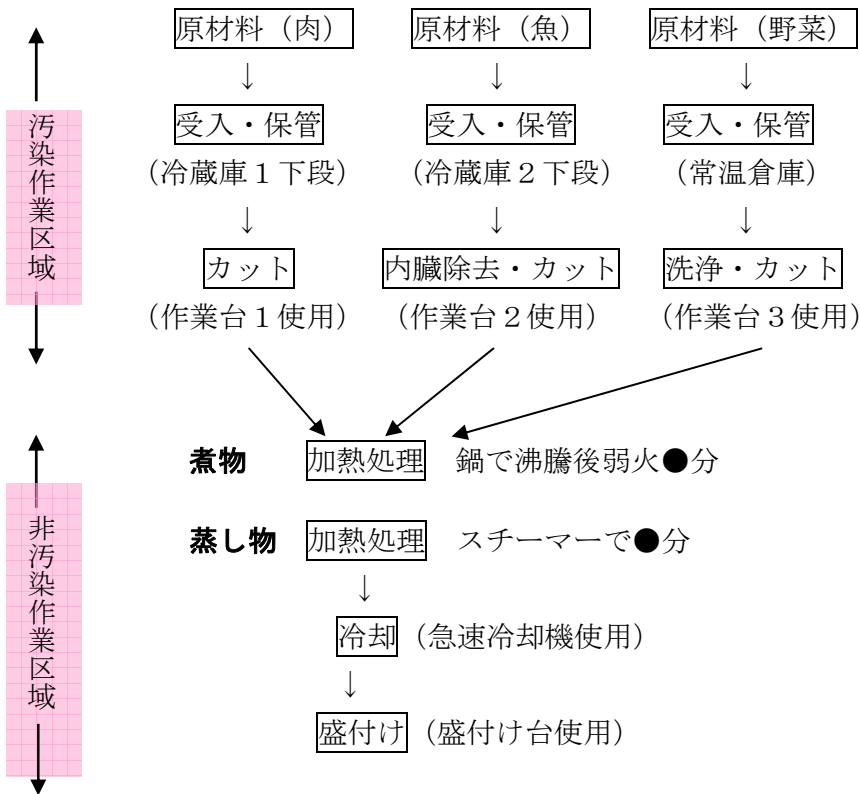 原材料（肉） 原材料（魚） 原材料（野菜）
↓ ↓ ↓
受入・保管 受入・保管 受入・保管
（冷蔵庫１下段） （冷蔵庫２下段） （常温倉庫）
↓ ↓ ↓
カット 内臓除去・カット 洗浄・カット
（作業台１使用） （作業台２使用） （作業台３使用）
汚染作業区域
煮物 加熱処理 鍋で沸騰後弱火●分
蒸し物 加熱処理 スチーマーで●分
↓
冷却（急速冷却機使用）
↓
盛付け（盛付け台使用）
非汚染作業区域